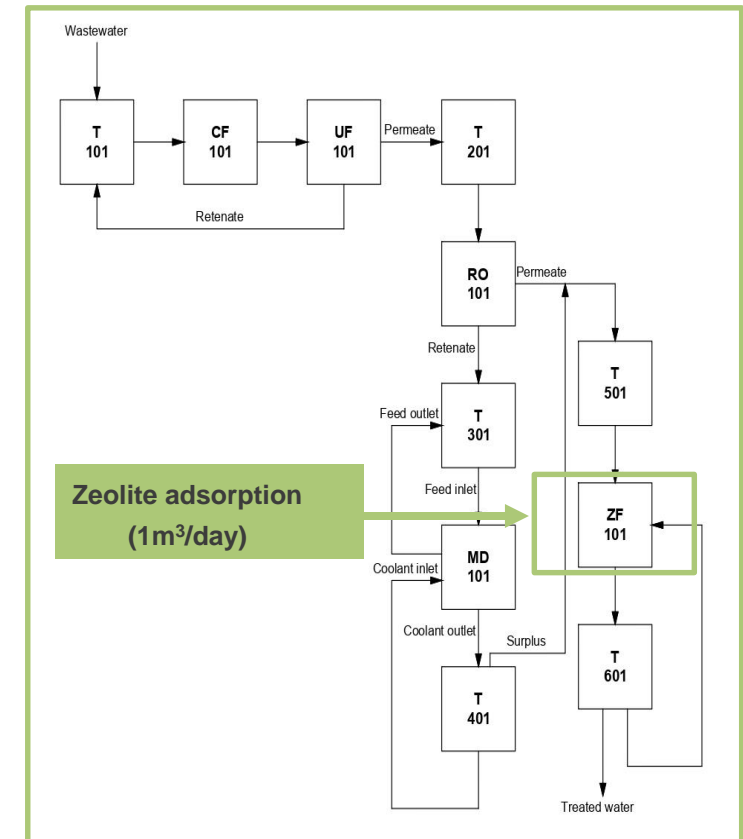 Wastewater
T
101
CF
101
UF
101
Permeate
T
201
Retenate
RO
101
Permeate
Retenate
T
501
Feed outlet
T
301
Zeolite adsorption
(1m³/day)
Feed inlet
ZF
101
MD
101
Coolant inlet
Coolant outlet
Surplus
T
401
T
601
Treated water